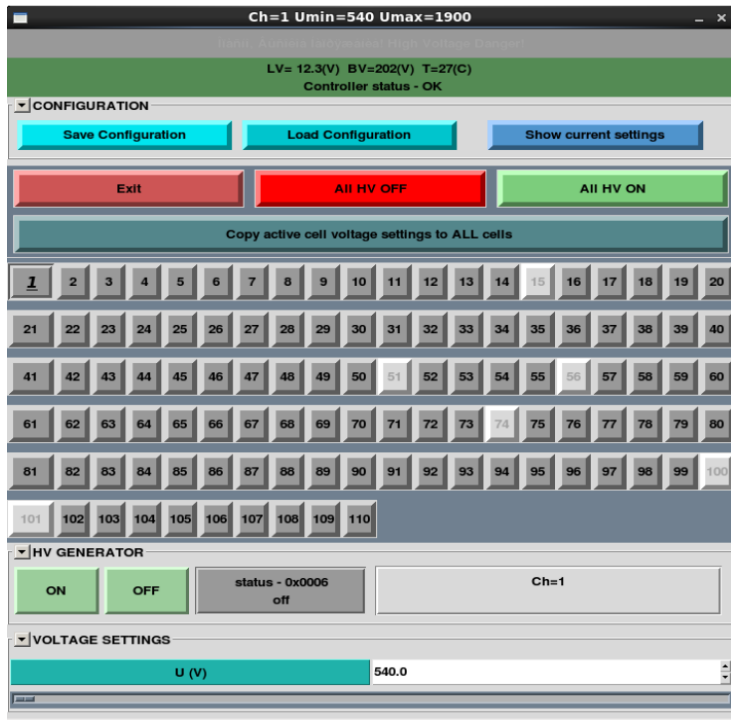 Ch=1 Umin=540 Umax=1900
High Voltage Danger!
LV= 12.3(V) BV=202(V) T=27(C)
Controller status - OK
CONFIGURATION
Save Configuration Load Configuration Show current settings
Exit All HV OFF All HV ON
Copy active cell voltage settings to ALL cells
1 2 3 4 5 6 7 8 9 10 11 12 13 14 15 16 17 18 19 20
21 22 23 24 25 26 27 28 29 30 31 32 33 34 35 36 37 38 39 40
41 42 43 44 45 46 47 48 49 50 51 52 53 54 55 56 57 58 59 60
61 62 63 64 65 66 67 68 69 70 71 72 73 74 75 76 77 78 79 80
81 82 83 84 85 86 87 88 89 90 91 92 93 94 95 96 97 98 99 100
101 102 103 104 105 106 107 108 109 110
HV GENERATOR
ON OFF status - 0x0006 Ch=1
off
VOLTAGE SETTINGS
U (V) 540.0